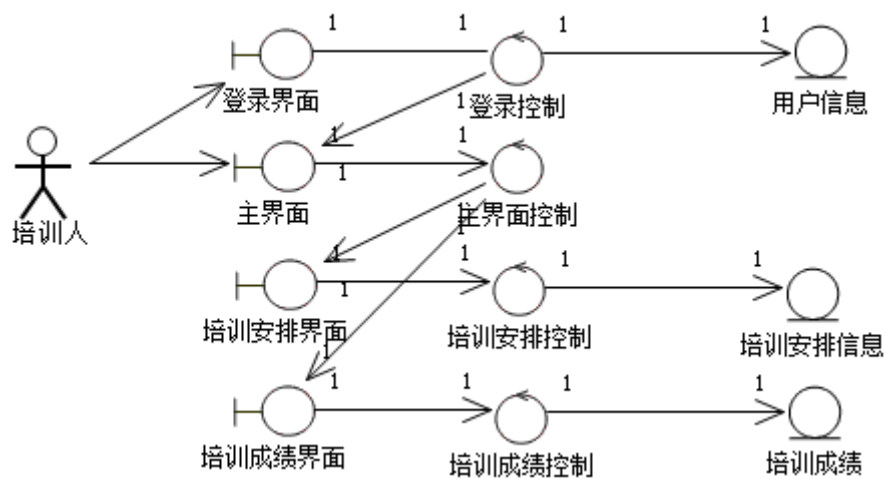 1 1 1 1
登录界面
登录控制
用户信息
1
1 1
1
培训人
主界面
主界面控制
1
1
1 1 1 1
1
培训安排界面
培训安排控制
培训安排信息
1
1 1 1 1
培训成绩界面
培训成绩控制
培训成绩